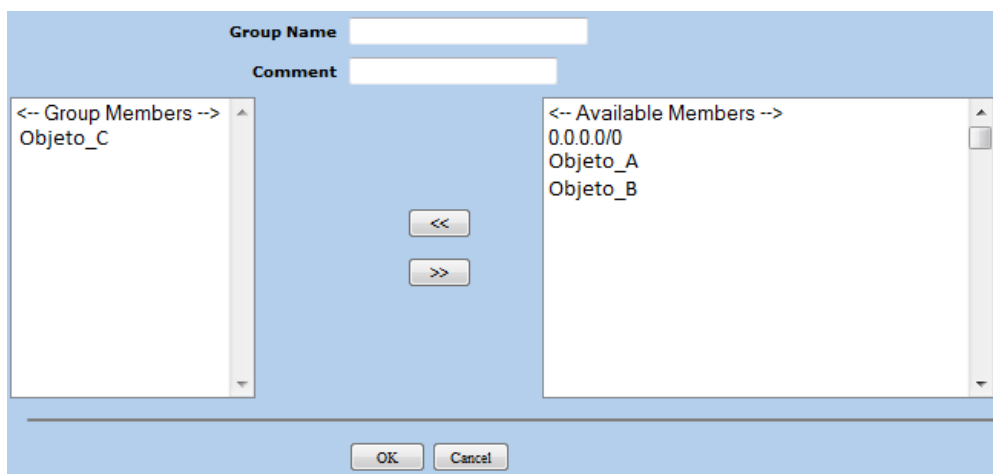 Group Name
Comment
<-- Group Members -->
Objeto_C
<-- Available Members -->
0.0.0.0/0
Objeto_A
Objeto_B
<<
>>
OK
Cancel